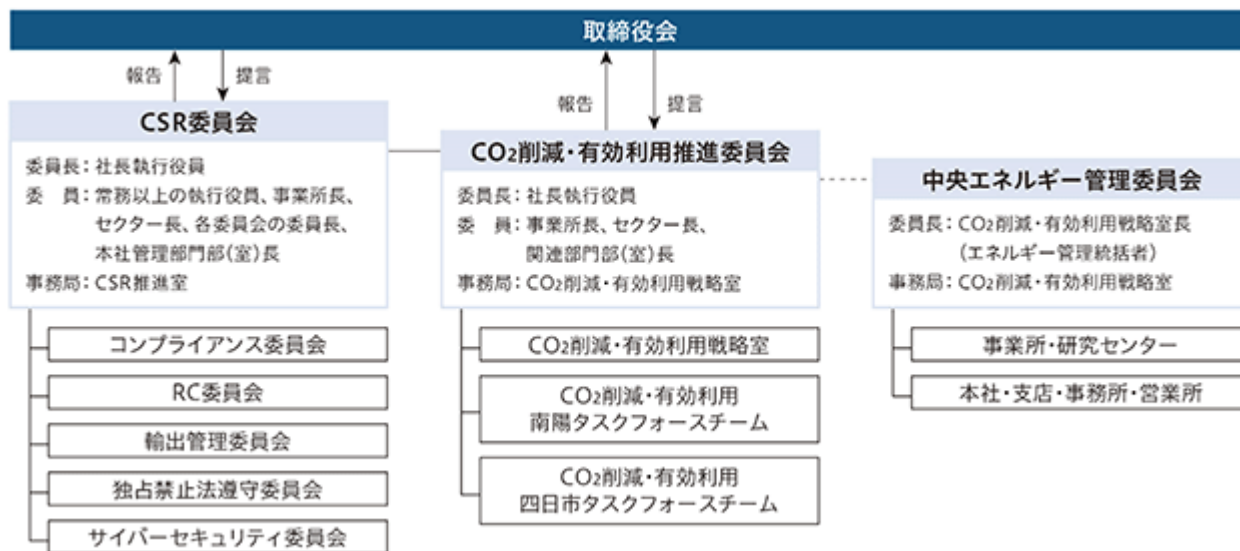 取締役会
報告
提言
報告
提言
CSR委員会
委員長：社長執行役員
委　員：常務以上の執行役員、事業所長、
セクター長、各委員会の委員長、
本社管理部門部(室)長
事務局：CSR推進室
コンプライアンス委員会
RC委員会
輸出管理委員会
独占禁止法遵守委員会
サイバーセキュリティ委員会
CO₂削減・有効利用推進委員会
委員長：社長執行役員
委　員：事業所長、セクター長、
関連部門部(室)長
事務局：CO₂削減・有効利用戦略室
CO₂削減・有効利用戦略室
CO₂削減・有効利用
南陽タスクフォースチーム
CO₂削減・有効利用
四日市タスクフォースチーム
中央エネルギー管理委員会
委員長：CO₂削減・有効利用戦略室長
(エネルギー管理統括者)
事務局：CO₂削減・有効利用戦略室
事業所・研究センター
本社・支店・事務所・営業所